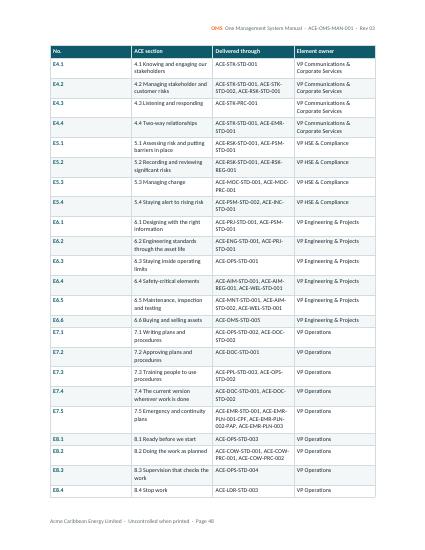 OMS One Management System Manual · ACE-OMS-MAN-001 · Rev 03
No. ACE section Delivered through Element owner
E4.1 4.1 Knowing and engaging our ACE-STK-STD-001 VP Communications &
stakeholders Corporate Services
E4.2 4.2 Managing stakeholder and ACE-STK-STD-001, ACE-STK- VP Communications &
customer risks STD-002, ACE-RSK-STD-001 Corporate Services
E4.3 4.3 Listening and responding ACE-STK-PRC-001 VP Communications &
Corporate Services
E4.4 4.4 Two-way relationships ACE-STK-STD-001, ACE-EMR- VP Communications &
STD-001 Corporate Services
E5.1 5.1 Assessing risk and putting ACE-RSK-STD-001, ACE-PSM- VP HSE & Compliance
barriers in place STD-001
E5.2 5.2 Recording and reviewing ACE-RSK-STD-001, ACE-RSK- VP HSE & Compliance
significant risks REG-001
E5.3 5.3 Managing change ACE-MOC-STD-001, ACE-MOC- VP HSE & Compliance
PRC-001
E5.4 5.4 Staying alert to rising risk ACE-PSM-STD-002, ACE-INC- VP HSE & Compliance
STD-001
E6.1 6.1 Designing with the right ACE-PRJ-STD-001, ACE-PSM- VP Engineering & Projects
information STD-001
E6.2 6.2 Engineering standards ACE-ENG-STD-001, ACE-PRJ- VP Engineering & Projects
through the asset life STD-001
E6.3 6.3 Staying inside operating ACE-OPS-STD-001 VP Engineering & Projects
limits
E6.4 6.4 Safety-critical elements ACE-AIM-STD-001, ACE-AIM- VP Engineering & Projects
REG-001, ACE-WEL-STD-001
E6.5 6.5 Maintenance, inspection ACE-MNT-STD-001, ACE-AIM- VP Engineering & Projects
and testing STD-002, ACE-WEL-STD-001
E6.6 6.6 Buying and selling assets ACE-OMS-STD-005 VP Engineering & Projects
E7.1 7.1 Writing plans and ACE-OPS-STD-002, ACE-DOC- VP Operations
procedures STD-001
E7.2 7.2 Approving plans and ACE-DOC-STD-001 VP Operations
procedures
E7.3 7.3 Training people to use ACE-PPL-STD-003, ACE-OPS- VP Operations
procedures STD-002
E7.4 7.4 The current version ACE-DOC-STD-001, ACE-DOC- VP Operations
wherever work is done STD-002
E7.5 7.5 Emergency and continuity ACE-EMR-STD-001, ACE-EMR- VP Operations
plans PLN-001-CPF, ACE-EMR-PLN-
002-PAP, ACE-EMR-PLN-003
E8.1 8.1 Ready before we start ACE-OPS-STD-003 VP Operations
E8.2 8.2 Doing the work as planned ACE-COW-STD-001, ACE-COW- VP Operations
PRC-001, ACE-COW-PRC-002
E8.3 8.3 Supervision that checks the ACE-OPS-STD-004 VP Operations
work
E8.4 8.4 Stop work ACE-LDR-STD-003 VP Operations
Acme Caribbean Energy Limited · Uncontrolled when printed · Page 48